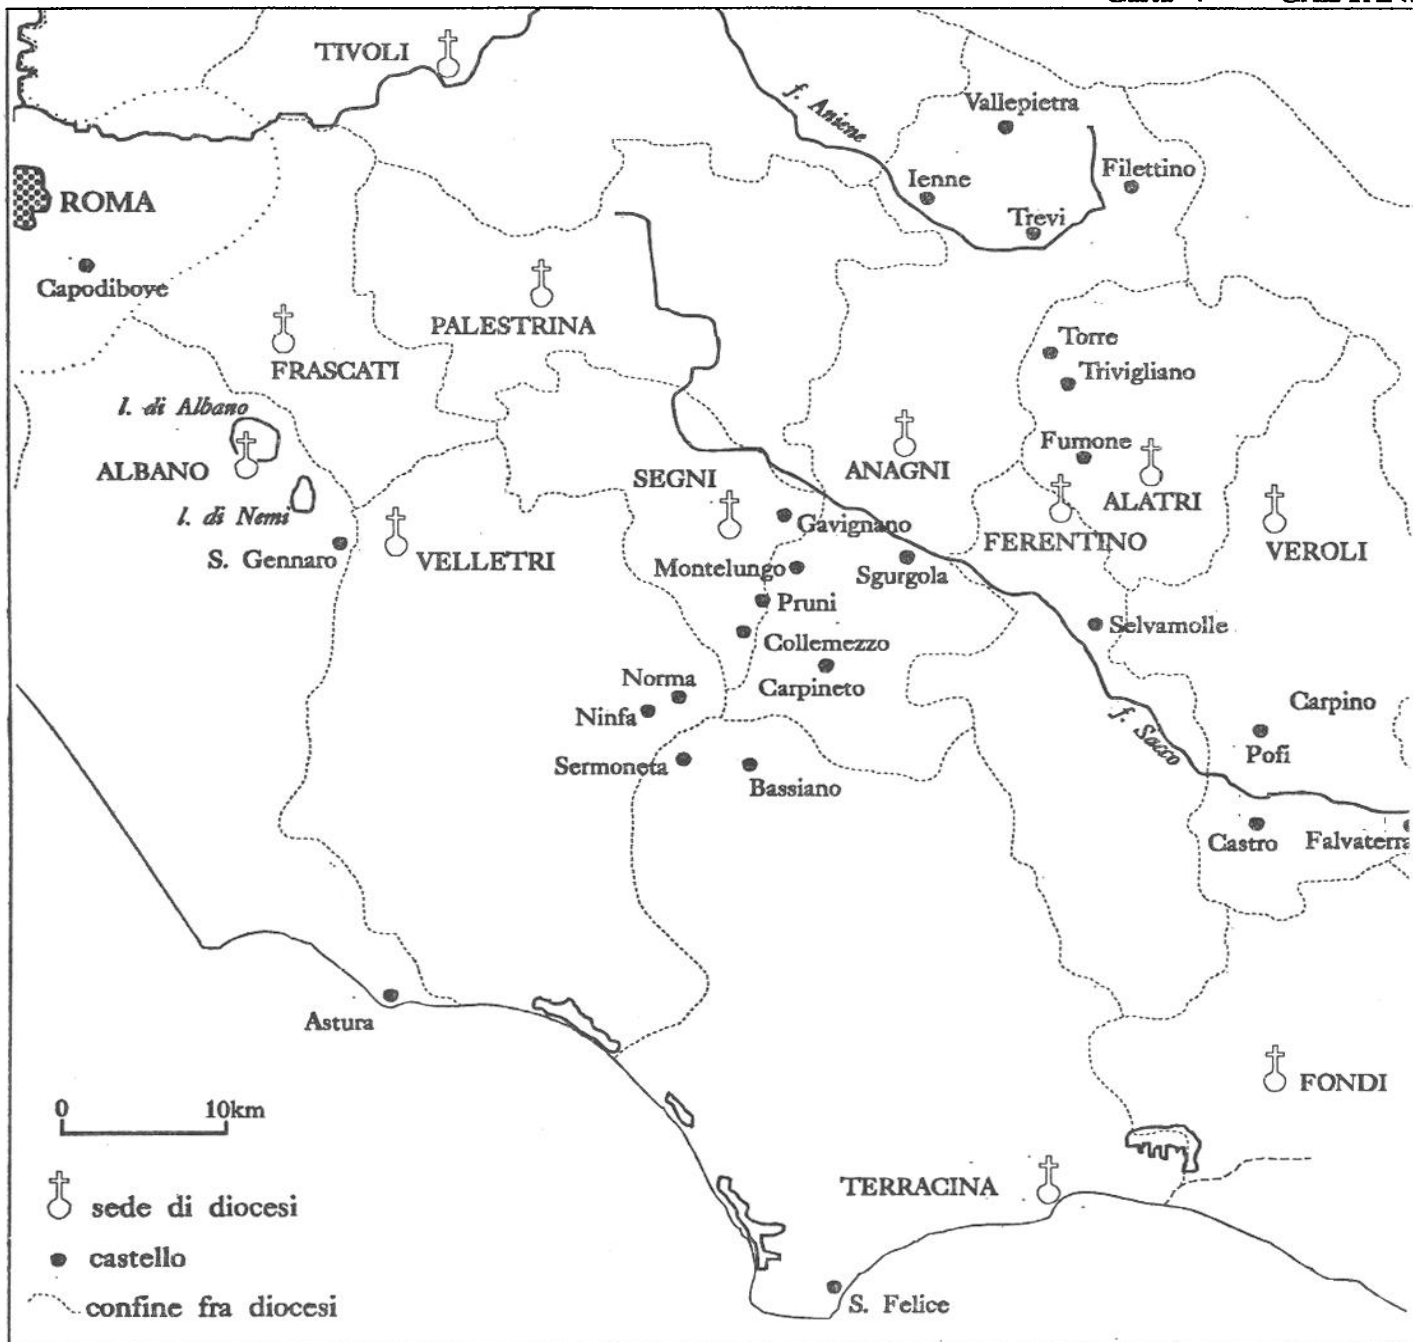 TIVOLI
f. Aniene
Vallepietra
Filettino
Ienne
Trevi
ROMA
Capodibove
PALESTRINA
FRASCATI
Torre
Trivigliano
l. di Albano
Fumone
ALBANO
SEGNI
ANAGNI
ALATRI
l. di Nemi
Gavignano
FERENTINO
VEROLI
S. Gennaro
VELLETRI
Montelungo
Sgurgola
Pruni
Selvamolle
Collemezzo
Norma
Carpineto
Carpino
Ninfa
f. Sacco
Pofi
Sermoneta
Bassiano
Castro
Falvaterra
Astura
FONDI
0 10km
TERRACINA
sede di diocesi
castello
S. Felice
confine fra diocesi